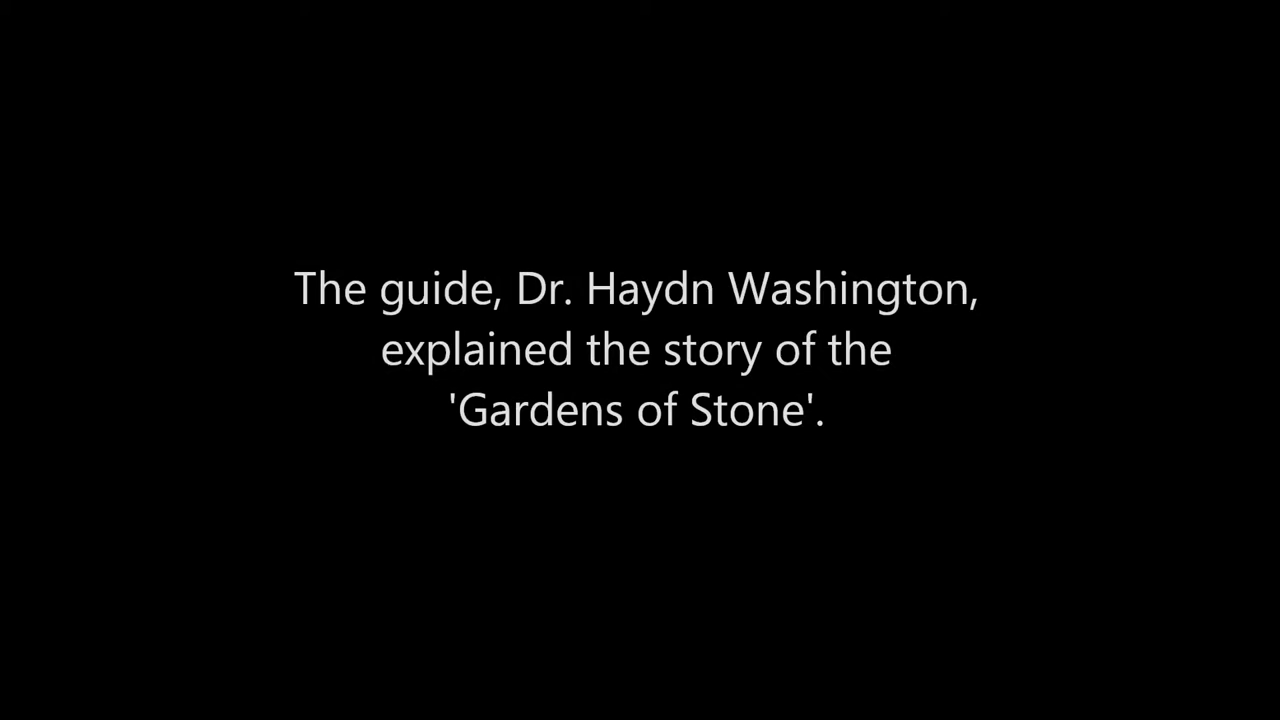 The guide, Dr. Haydn Washington,
explained the story of the
'Gardens of Stone'.